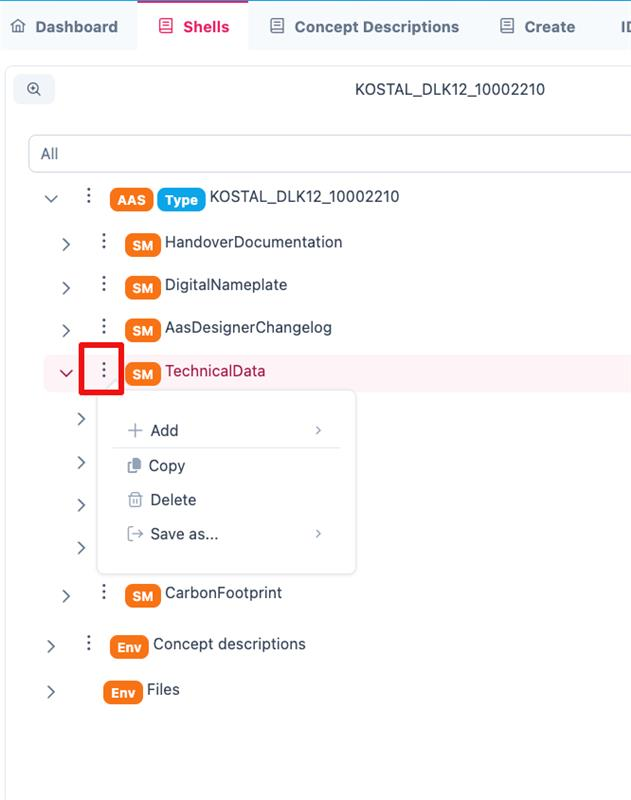 Dashboard Shells Concept Descriptions Create ID
KOSTAL_DLK12_10002210
All
AAS Type KOSTAL_DLK12_10002210
SM HandoverDocumentation
SM DigitalNameplate
SM AasDesignerChangelog
SM TechnicalData
Add
Copy
Delete
Save as...
SM CarbonFootprint
Env Concept descriptions
Env Files